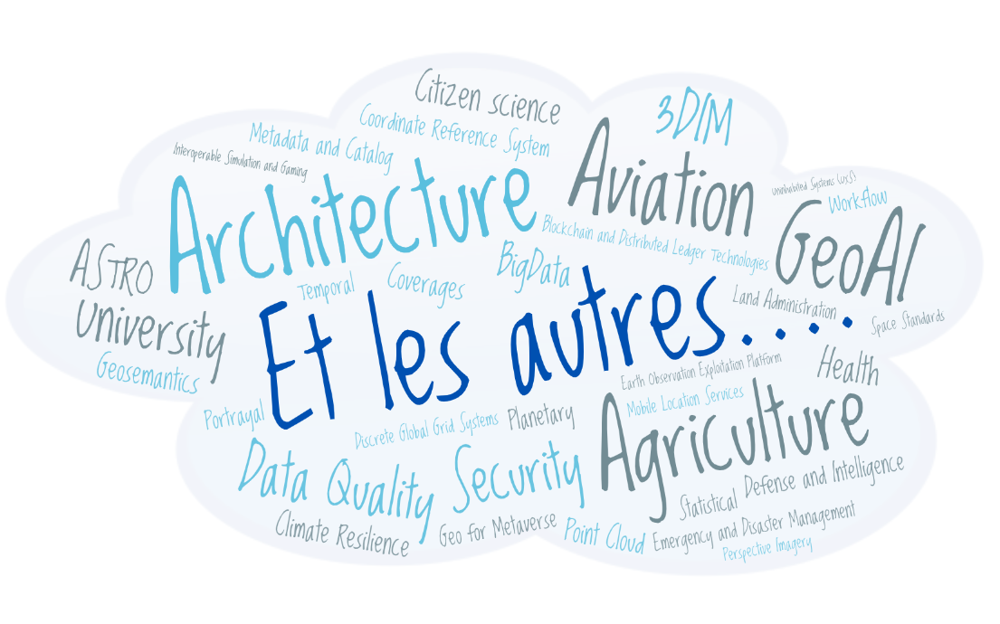 Citizen science
3DIM
Coordinate Reference System
Metadata and Catalog
Interoperable Simulation and Gaming
Aviation
uninhabited Systems (UxS)
Workflow
Architecture
GeoAI
Blockchain and Distributed Ledger Technologies
ASTRO
BigData
Temporal
Coverages
Land Administration
Space Standards
University
Et les autres....
Geosemantics
Earth Observation Exploitation Platform
Health
Mobile Location Services
Portrayal
Discrete Global Grid Systems
Planetary
Agriculture
Data Quality
Security
Defense and Intelligence
Statistical
Climate Resilience
Geo for Metaverse
Point Cloud
Emergency and Disaster Management
Perspective Imagery